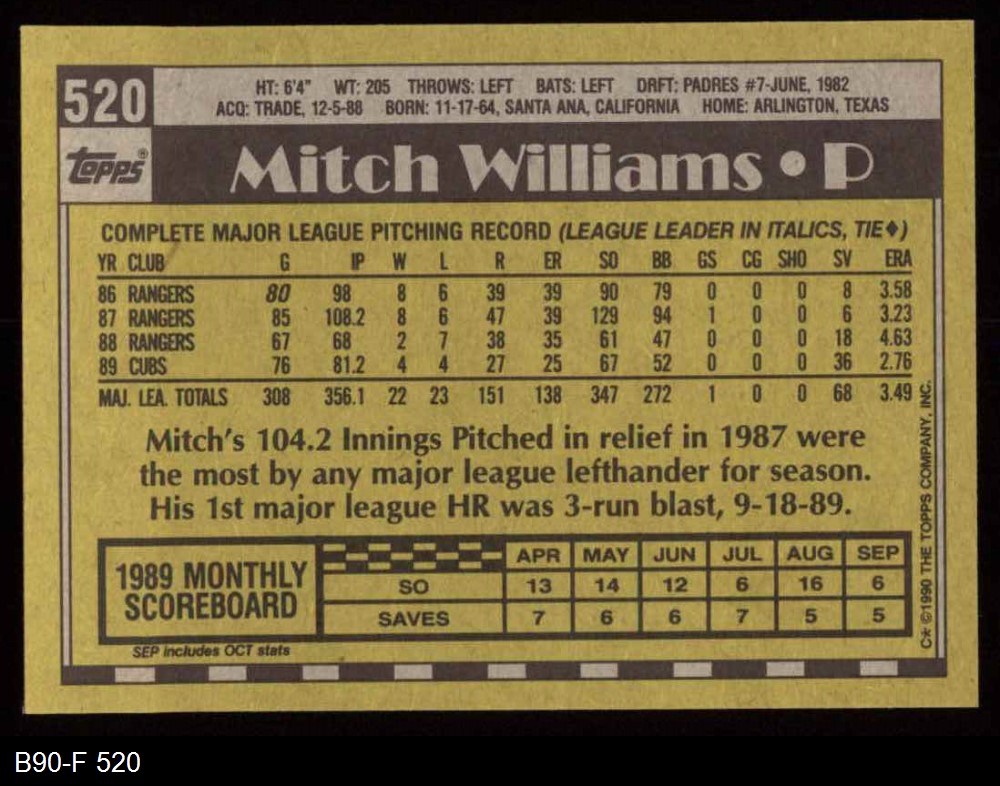 520
HT: 6'4" WT: 205 THROWS: LEFT BATS: LEFT DRFT: PADRES #7-JUNE, 1982
ACQ: TRADE, 12-5-88 BORN: 11-17-64, SANTA ANA, CALIFORNIA HOME: ARLINGTON, TEXAS
topps®
Mitch Williams • P
COMPLETE MAJOR LEAGUE PITCHING RECORD (LEAGUE LEADER IN ITALICS, TIE♦)
YR CLUB G IP W L R ER SO BB GS CG SHO SV ERA
86 RANGERS 80 98 8 6 39 39 90 79 0 0 0 8 3.58
87 RANGERS 85 108.2 8 6 47 39 129 94 1 0 0 6 3.23
88 RANGERS 67 68 2 7 38 35 61 47 0 0 0 18 4.63
89 CUBS 76 81.2 4 4 27 25 67 52 0 0 0 36 2.76
MAJ. LEA. TOTALS 308 356.1 22 23 151 138 347 272 1 0 0 68 3.49
Mitch's 104.2 Innings Pitched in relief in 1987 were
the most by any major league lefthander for season.
His 1st major league HR was 3-run blast, 9-18-89.
1989 MONTHLY
SCOREBOARD
APR MAY JUN JUL AUG SEP
SO 13 14 12 6 16 6
SAVES 7 6 6 7 5 5
SEP includes OCT stats
C* ©1990 THE TOPPS COMPANY, INC.
B90-F 520